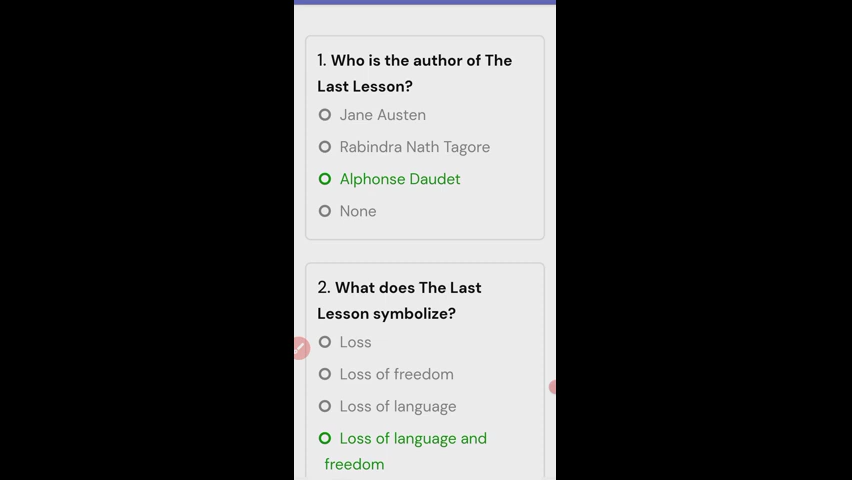 1. Who is the author of The
Last Lesson?
Jane Austen
Rabindra Nath Tagore
Alphonse Daudet
None
2. What does The Last
Lesson symbolize?
Loss
Loss of freedom
Loss of language
Loss of language and
freedom